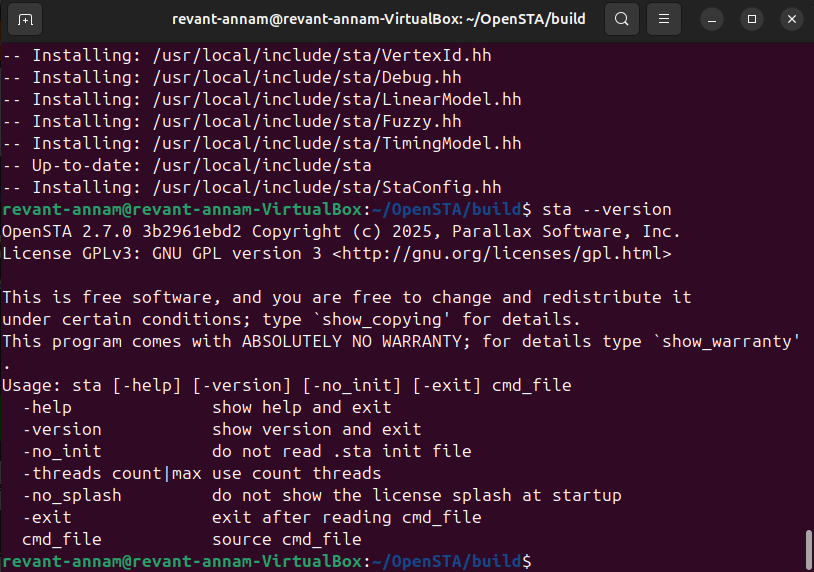 revant-annam@revant-annam-VirtualBox: ~/OpenSTA/build
-- Installing: /usr/local/include/sta/VertexId.hh
-- Installing: /usr/local/include/sta/Debug.hh
-- Installing: /usr/local/include/sta/LinearModel.hh
-- Installing: /usr/local/include/sta/Fuzzy.hh
-- Installing: /usr/local/include/sta/TimingModel.hh
-- Up-to-date: /usr/local/include/sta
-- Installing: /usr/local/include/sta/StaConfig.hh
revant-annam@revant-annam-VirtualBox:~/OpenSTA/build$ sta --version
OpenSTA 2.7.0 3b2961ebd2 Copyright (c) 2025, Parallax Software, Inc.
License GPLv3: GNU GPL version 3 <http://gnu.org/licenses/gpl.html>

This is free software, and you are free to change and redistribute it
under certain conditions; type `show_copying' for details.
This program comes with ABSOLUTELY NO WARRANTY; for details type `show_warranty'
.
Usage: sta [-help] [-version] [-no_init] [-exit] cmd_file
  -help              show help and exit
  -version           show version and exit
  -no_init           do not read .sta init file
  -threads count|max use count threads
  -no_splash         do not show the license splash at startup
  -exit              exit after reading cmd_file
  cmd_file           source cmd_file
revant-annam@revant-annam-VirtualBox:~/OpenSTA/build$